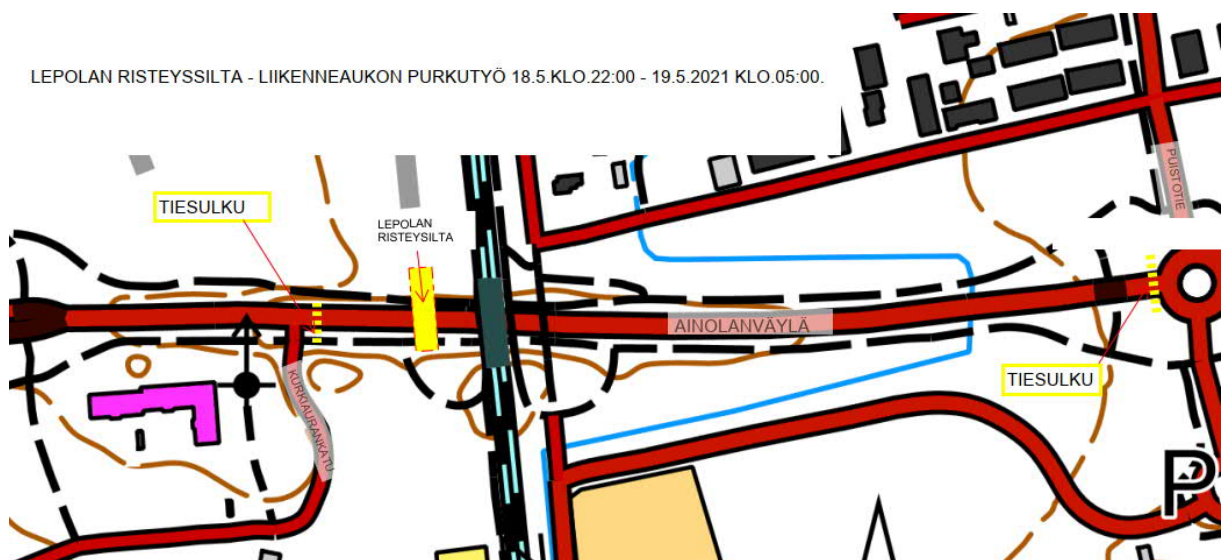 LEPOLAN RISTEYSSILTA - LIIKENNEAUKON PURKUTYÖ 18.5.KLO.22:00 - 19.5.2021 KLO.05:00.
PUISTOTIE
TIESULKU
LEPOLAN
RISTEYSILTA
AINOLANVÄYLÄ
TIESULKU
KURKIAURANKATU
P